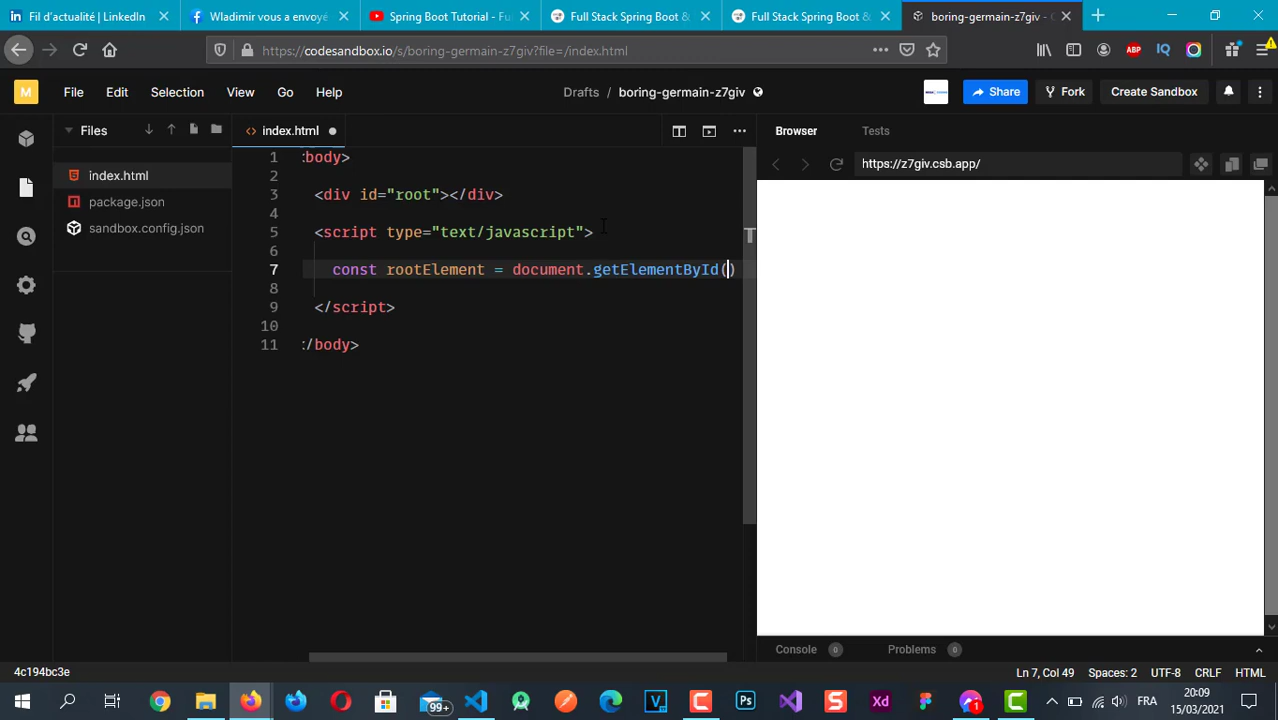 Fil d'actualité | LinkedIn
Wladimir vous a envoyé
Spring Boot Tutorial - Fu
Full Stack Spring Boot &
Full Stack Spring Boot &
boring-germain-z7giv - C
https://codesandbox.io/s/boring-germain-z7giv?file=/index.html
ABP
IQ
M
File Edit Selection View Go Help
Drafts / boring-germain-z7giv
Share
Fork
Create Sandbox
Files
index.html
Browser
Tests
https://z7giv.csb.app/
index.html
package.json
sandbox.config.json
1 body>
2
3 <div id="root"></div>
4
5 <script type="text/javascript">
6
7 const rootElement = document.getElementById()
8
9 </script>
10
11 /body>
Console 0
Problems 0
4c194bc3e
Ln 7, Col 49
Spaces: 2
UTF-8
CRLF
HTML
99+
Ps
S
Xd
1
FRA
20:09
15/03/2021